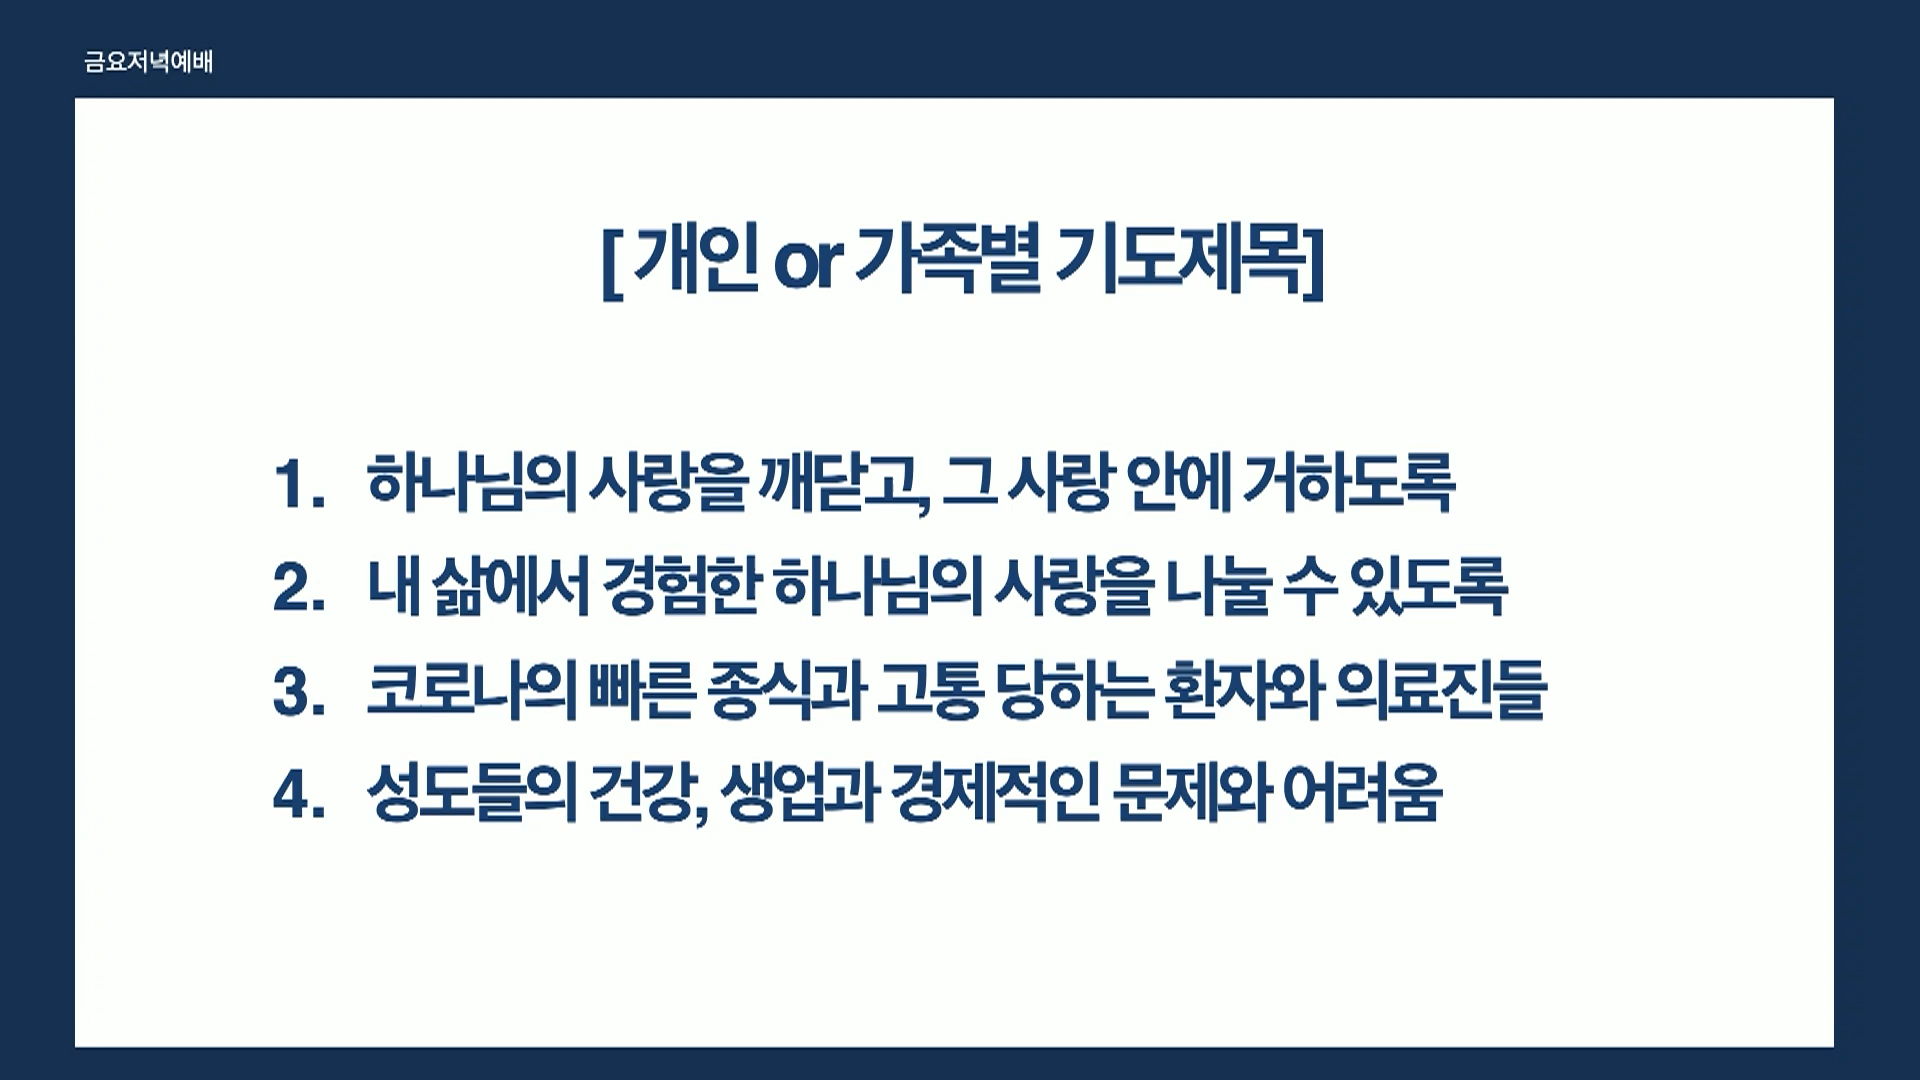 금요저녁예배
[ 개인 or 가족별 기도제목]
1. 하나님의 사랑을 깨닫고, 그 사랑 안에 거하도록
2. 내 삶에서 경험한 하나님의 사랑을 나눌 수 있도록
3. 코로나의 빠른 종식과 고통 당하는 환자와 의료진들
4. 성도들의 건강, 생업과 경제적인 문제와 어려움